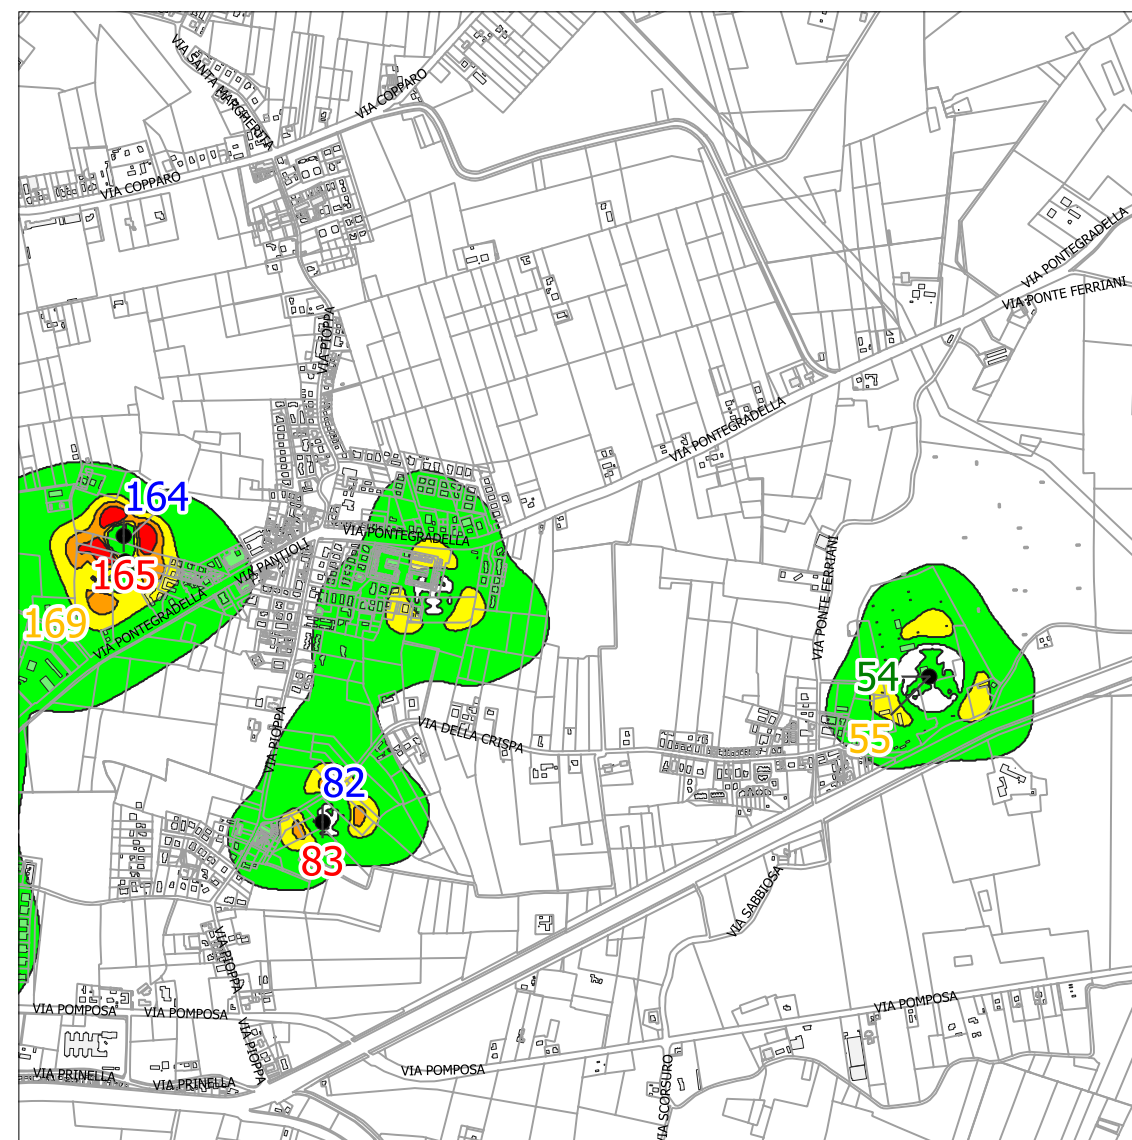 VIA SANTA MARGHERITA
VIA COPPARO
VIA COPPARO
VIA PONTEGRADELLA
VIA PONTE FERRIANI
VIA PIOPPA
VIA PONTEGRADELLA
164
VIA PONTEGRADELLA
VIA PANTIOLI
165
VIA PONTE FERRIANI
169
VIA PONTEGRADELLA
54
VIA PIOPPA
VIA DELLA CRISPA
55
82
83
VIA SABBIOSA
VIA PIOPPA
VIA POMPOSA
VIA POMPOSA
VIA POMPOSA
VIA PIOPPA
VIA POMPOSA
VIA PRINELLA
VIA PRINELLA
VIA SCORSURO